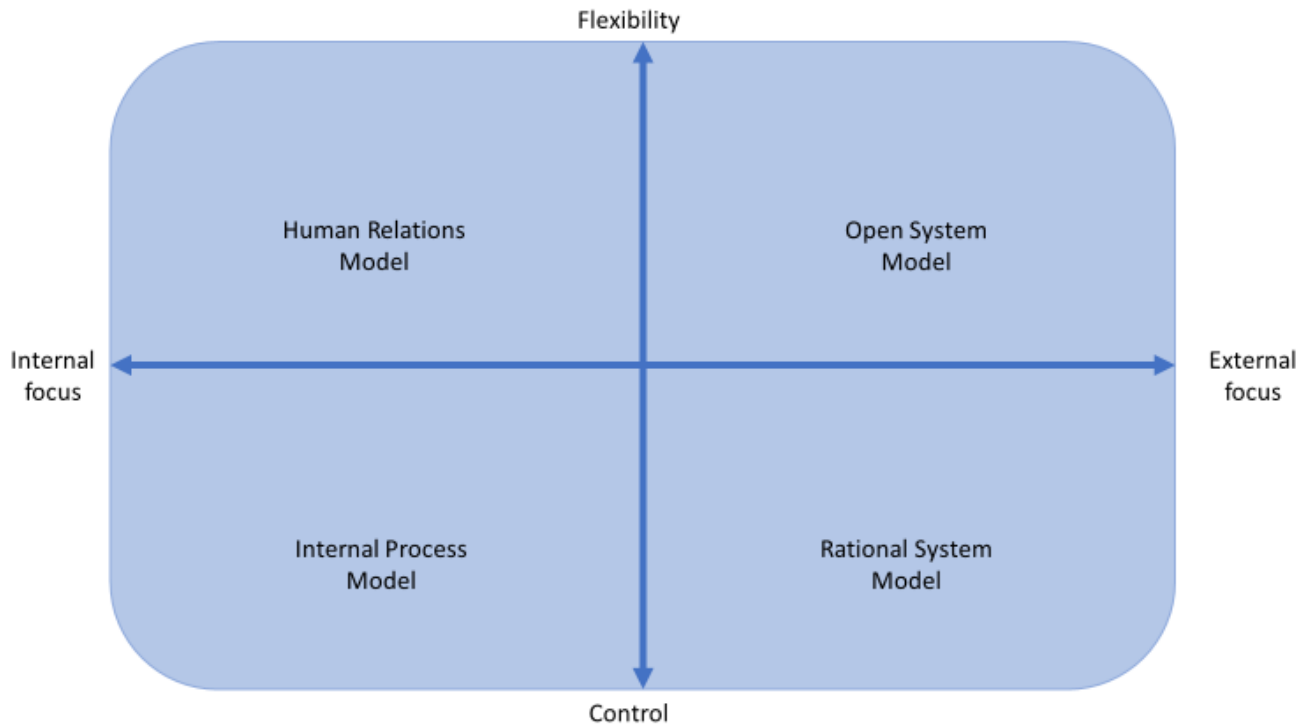 Flexibility
Human Relations
Model
Open System
Model
Internal
focus
External
focus
Internal Process
Model
Rational System
Model
Control